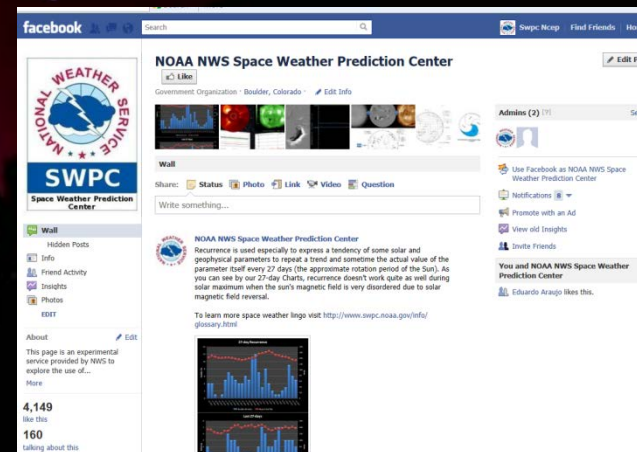 facebook
Search
Swpc Ncep
Find Friends
NATIONAL WEATHER SERVICE
SWPC
Space Weather Prediction
Center
Wall
Hidden Posts
Info
Friend Activity
Insights
Photos
EDIT
About
Edit
This page is an experimental
service provided by NWS to
explore the use of...
More
4,149
like this
160
talking about this
NOAA NWS Space Weather Prediction Center
Like
Government Organization · Boulder, Colorado · Edit Info
Wall
Share: Status Photo Link Video Question
Write something...
NOAA NWS Space Weather Prediction Center
Recurrence is used especially to express a tendency of some solar and
geophysical parameters to repeat a trend and sometime the actual value of the
parameter itself every 27 days (the approximate rotation period of the Sun). As
you can see by our 27-day Charts, recurrence doesn't work quite as well during
solar maximum when the sun's magnetic field is very disordered due to solar
magnetic field reversal.
To learn more space weather lingo visit http://www.swpc.noaa.gov/info/
glossary.html
27 day Recurrence
Last 27 days
Edit
Admins (2) [?]
Use Facebook as NOAA NWS Space
Weather Prediction Center
Notifications 8
Promote with an Ad
View old Insights
Invite Friends
You and NOAA NWS Space Weather
Prediction Center
Eduardo Araujo likes this.